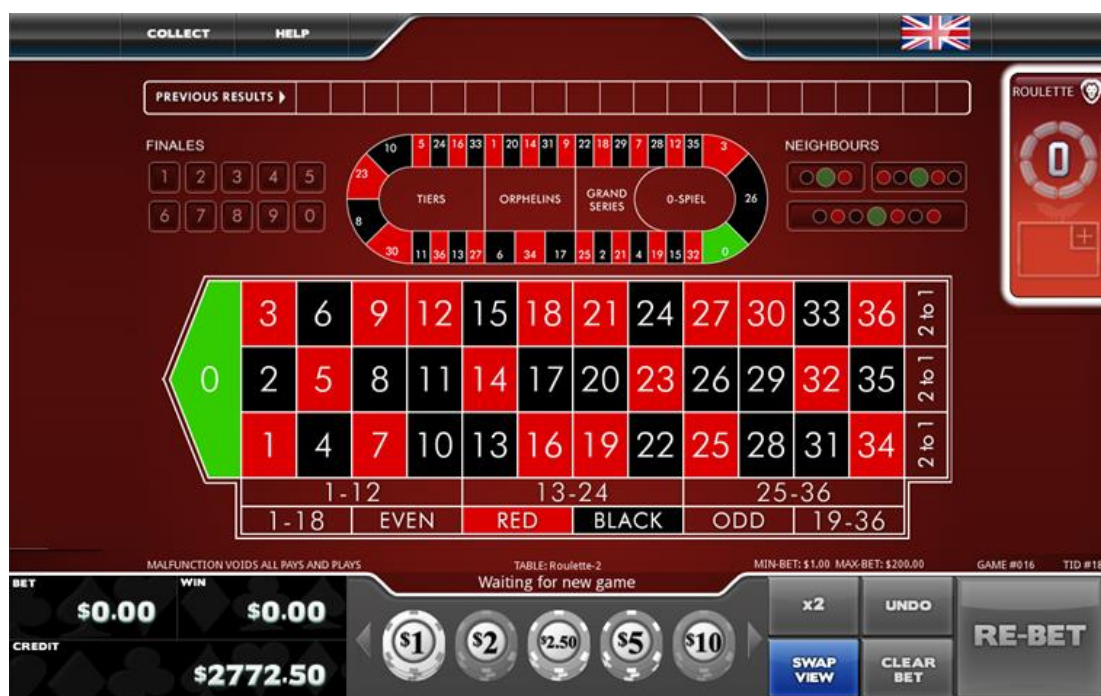 COLLECT HELP
PREVIOUS RESULTS
ROULETTE
0
FINALES
1 2 3 4 5
6 7 8 9 0
NEIGHBOURS
10 5 24 16 33 1 20 14 31 9 22 18 29 7 28 12 35 3
23 TIERS ORPHELINS GRAND SERIES 0-SPIEL 26
8
30 11 36 13 27 6 34 17 25 2 21 4 19 15 32 0
3 6 9 12 15 18 21 24 27 30 33 36 2 to 1
0 2 5 8 11 14 17 20 23 26 29 32 35 2 to 1
1 4 7 10 13 16 19 22 25 28 31 34 2 to 1
1-12 13-24 25-36
1-18 EVEN RED BLACK ODD 19-36
MALFUNCTION VOIDS ALL PAYS AND PLAYS TABLE: Roulette-2 MIN-BET: $1.00 MAX-BET: $200.00 GAME #016 TID #18
Waiting for new game
BET WIN
$0.00 $0.00
CREDIT
$2772.50
$1 $2 $2.50 $5 $10
x2 UNDO
SWAP VIEW CLEAR BET
RE-BET